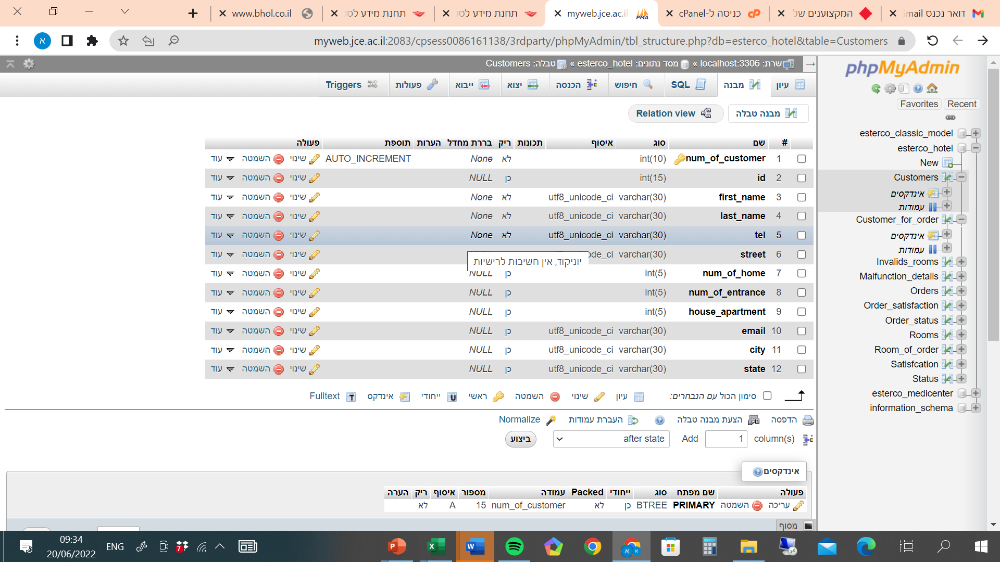 www.bhol.co.il
תחנת מידע לסט
תחנת מידע לסט
myweb.jce.ac.il
כניסה ל-cPanel
המקצוענים של
דואר נכנס Gmail
myweb.jce.ac.il:2083/cpsess0086161138/3rdparty/phpMyAdmin/tbl_structure.php?db=esterco_hotel&table=Customers
שרת: localhost:3306 » מסד נתונים: esterco_hotel » טבלה: Customers
עיון מבנה SQL חיפוש הכנסה יצוא ייבוא פעולות Triggers
מבנה טבלה Relation view
# שם סוג איסוף תכונות ריק בררת מחדל הערות תוספת פעולה
1 num_of_customer int(10) לא None AUTO_INCREMENT שינוי השמטה עוד
2 id int(15) כן NULL שינוי השמטה עוד
3 first_name varchar(30) utf8_unicode_ci לא None שינוי השמטה עוד
4 last_name varchar(30) utf8_unicode_ci לא None שינוי השמטה עוד
5 tel varchar(30) utf8_unicode_ci לא None שינוי השמטה עוד
6 street varchar(30) utf8_unicode_ci שינוי השמטה עוד
יוניקוד, אין חשיבות לרישיות
7 num_of_home int(5) כן NULL שינוי השמטה עוד
8 num_of_entrance int(5) כן NULL שינוי השמטה עוד
9 house_apartment int(5) כן NULL שינוי השמטה עוד
10 email varchar(30) utf8_unicode_ci כן NULL שינוי השמטה עוד
11 city varchar(30) utf8_unicode_ci כן NULL שינוי השמטה עוד
12 state varchar(30) utf8_unicode_ci כן NULL שינוי השמטה עוד
סימון הכול עם הנבחרים: עיון שינוי השמטה ראשי ייחודי אינדקס Fulltext
הדפסה הצעת מבנה טבלה העברת עמודות Normalize
Add 1 column(s) after state ביצוע
אינדקסים
פעולה שם מפתח סוג ייחודי Packed עמודה מספור איסוף ריק הערה
עריכה השמטה PRIMARY BTREE כן לא num_of_customer 15 A לא
מסוף
phpMyAdmin
Recent Favorites
esterco_classic_model
esterco_hotel
New
Customers
אינדקסים
עמודות
Customer_for_order
אינדקסים
עמודות
Invalids_rooms
Malfunction_details
Orders
Order_satisfaction
Order_status
Rooms
Room_of_order
Satisfcation
Status
esterco_medicenter
information_schema
09:34
20/06/2022
ENG